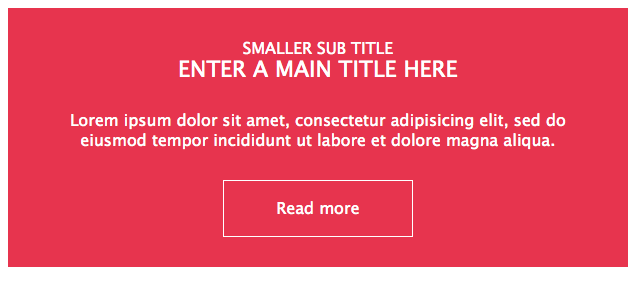 SMALLER SUB TITLE
ENTER A MAIN TITLE HERE
Lorem ipsum dolor sit amet, consectetur adipisicing elit, sed do
eiusmod tempor incididunt ut labore et dolore magna aliqua.
Read more